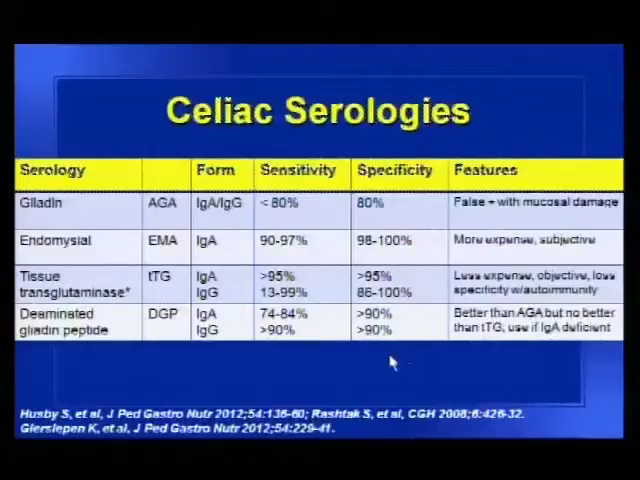 Celiac Serologies
Serology Form Sensitivity Specificity Features
Gliadin AGA IgA/IgG < 80% 80% False + with mucosal damage
Endomysial EMA IgA 90-97% 98-100% More expense, subjective
Tissue tTG IgA >95% >95% Less expense, objective, loss
transglutaminase* IgG 13-99% 86-100% specificity w/autoimmunity
Deaminated DGP IgA 74-84% >90% Better than AGA but no better
gliadin peptide IgG >90% >90% than tTG, use if IgA deficient
Husby S, et al, J Ped Gastro Nutr 2012;54:136-60; Rashtak S, et al, CGH 2008;6:426-32.
Giersiepen K, et al, J Ped Gastro Nutr 2012;54:229-41.